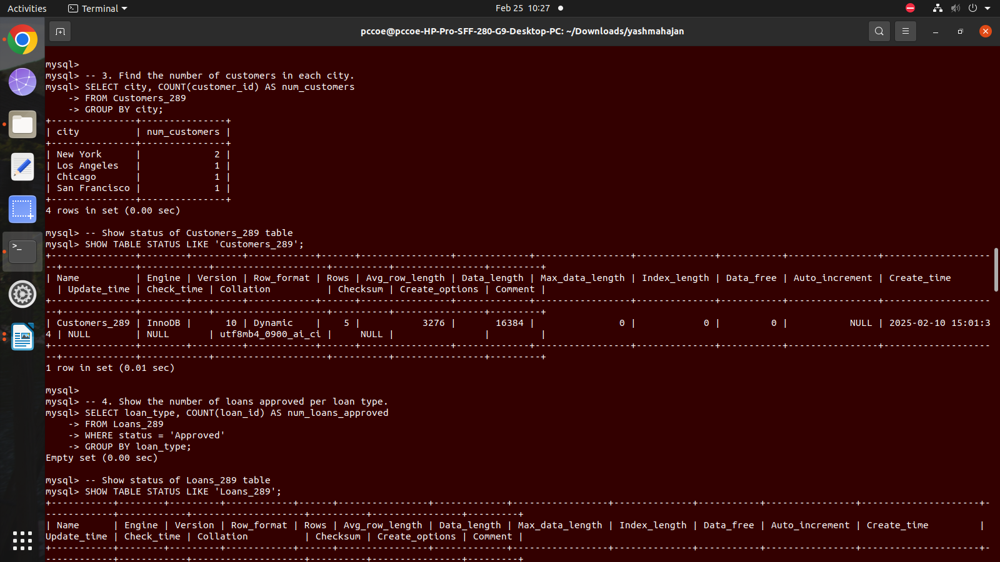 Activities Terminal Feb 25 10:27
pccoe@pccoe-HP-Pro-SFF-280-G9-Desktop-PC: ~/Downloads/yashmahajan
mysql>
mysql> -- 3. Find the number of customers in each city.
mysql> SELECT city, COUNT(customer_id) AS num_customers
    -> FROM Customers_289
    -> GROUP BY city;
+---------------+---------------+
| city          | num_customers |
+---------------+---------------+
| New York      |             2 |
| Los Angeles   |             1 |
| Chicago       |             1 |
| San Francisco |             1 |
+---------------+---------------+
4 rows in set (0.00 sec)
mysql> -- Show status of Customers_289 table
mysql> SHOW TABLE STATUS LIKE 'Customers_289';
+---------------+--------+---------+------------+------+----------------+-------------+-----------------+--------------+-----------+----------------+-------------------
--+-------------+------------+--------------------+----------+----------------+---------+
| Name          | Engine | Version | Row_format | Rows | Avg_row_length | Data_length | Max_data_length | Index_length | Data_free | Auto_increment | Create_time
  | Update_time | Check_time | Collation          | Checksum | Create_options | Comment |
+---------------+--------+---------+------------+------+----------------+-------------+-----------------+--------------+-----------+----------------+-------------------
--+-------------+------------+--------------------+----------+----------------+---------+
| Customers_289 | InnoDB |      10 | Dynamic    |    5 |           3276 |       16384 |               0 |            0 |         0 |           NULL | 2025-02-10 15:01:3
4 | NULL        | NULL       | utf8mb4_0900_ai_ci |     NULL |                |         |
+---------------+--------+---------+------------+------+----------------+-------------+-----------------+--------------+-----------+----------------+-------------------
--+-------------+------------+--------------------+----------+----------------+---------+
1 row in set (0.01 sec)
mysql>
mysql> -- 4. Show the number of loans approved per loan type.
mysql> SELECT loan_type, COUNT(loan_id) AS num_loans_approved
    -> FROM Loans_289
    -> WHERE status = 'Approved'
    -> GROUP BY loan_type;
Empty set (0.00 sec)
mysql> -- Show status of Loans_289 table
mysql> SHOW TABLE STATUS LIKE 'Loans_289';
+-----------+--------+---------+------------+------+----------------+-------------+-----------------+--------------+-----------+----------------+---------------------+-
------------+------------+--------------------+----------+----------------+---------+
| Name      | Engine | Version | Row_format | Rows | Avg_row_length | Data_length | Max_data_length | Index_length | Data_free | Auto_increment | Create_time         |
Update_time | Check_time | Collation          | Checksum | Create_options | Comment |
+-----------+--------+---------+------------+------+----------------+-------------+-----------------+--------------+-----------+----------------+---------------------+-
------------+------------+--------------------+----------+----------------+---------+